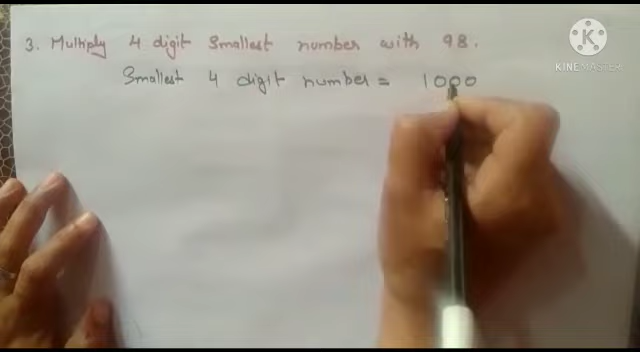 3. Multiply 4 digit smallest number with 98.
Smallest 4 digit number = 1000
KINEMASTER